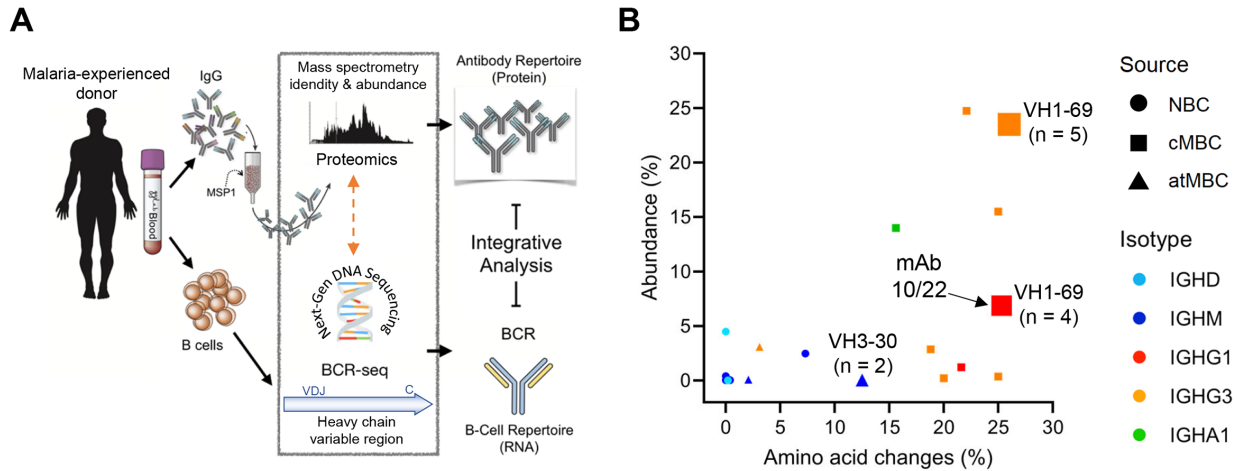 A
Malaria-experienced
donor
IgG
MSP1
Blood
B cells
Mass spectrometry
idendity & abundance
Proteomics
Next-Gen DNA Sequencing
BCR-seq
VDJ
C
Heavy chain
variable region
Antibody Repertoire
(Protein)
Integrative
Analysis
BCR
B-Cell Repertoire
(RNA)
B
Abundance (%)
30
25
20
15
10
5
0
0 5 10 15 20 25 30
Amino acid changes (%)
VH1-69
(n = 5)
mAb
10/22
VH1-69
(n = 4)
VH3-30
(n = 2)
Source
NBC
cMBC
atMBC
Isotype
IGHD
IGHM
IGHG1
IGHG3
IGHA1